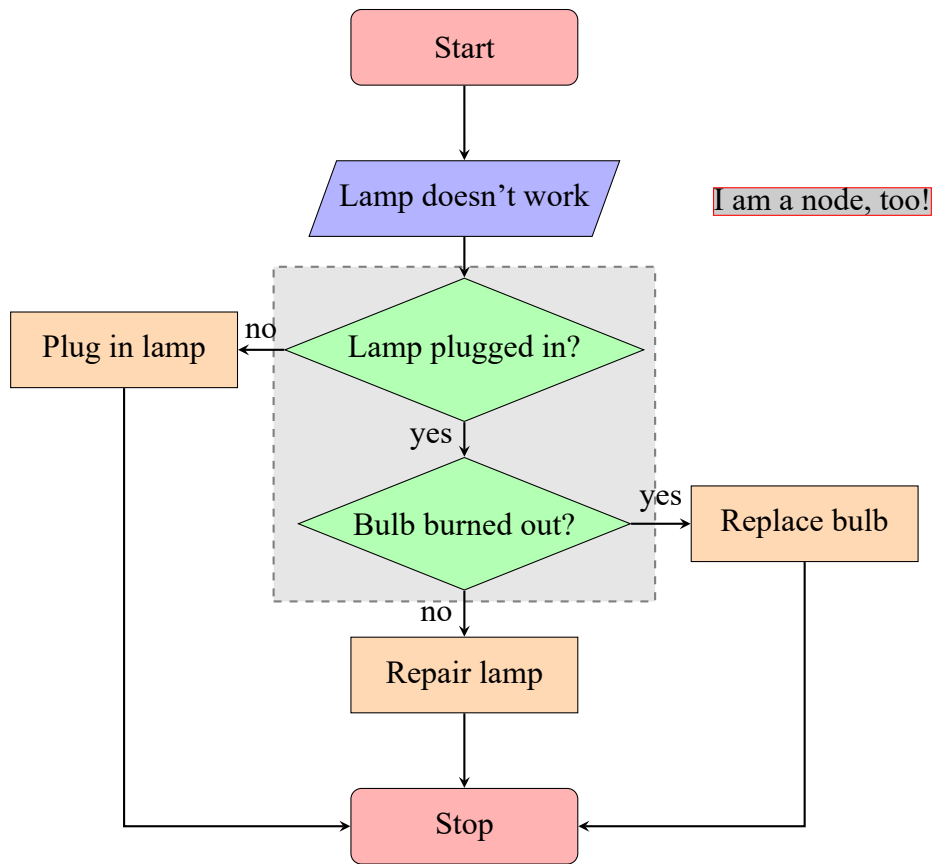 Start
Lamp doesn’t work
I am a node, too!
Plug in lamp
no
Lamp plugged in?
yes
Bulb burned out?
yes
Replace bulb
no
Repair lamp
Stop